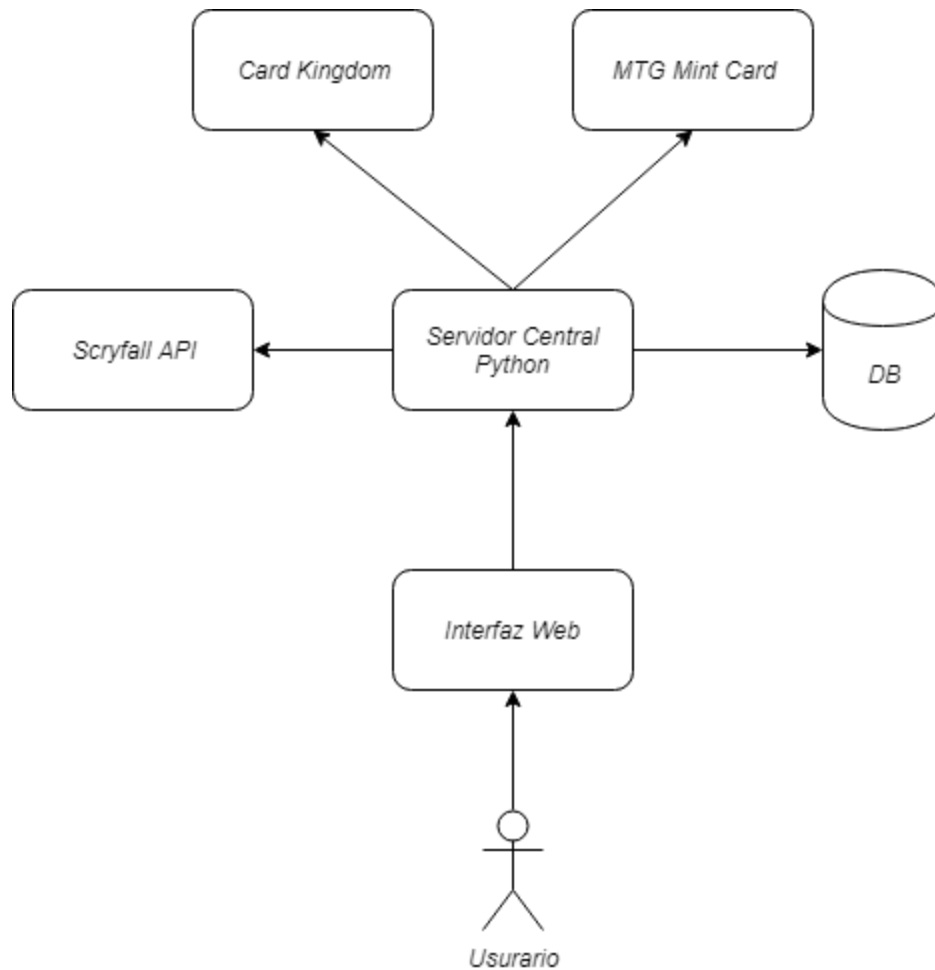 Card Kingdom
MTG Mint Card
Scryfall API
Servidor Central
Python
DB
Interfaz Web
Usurario